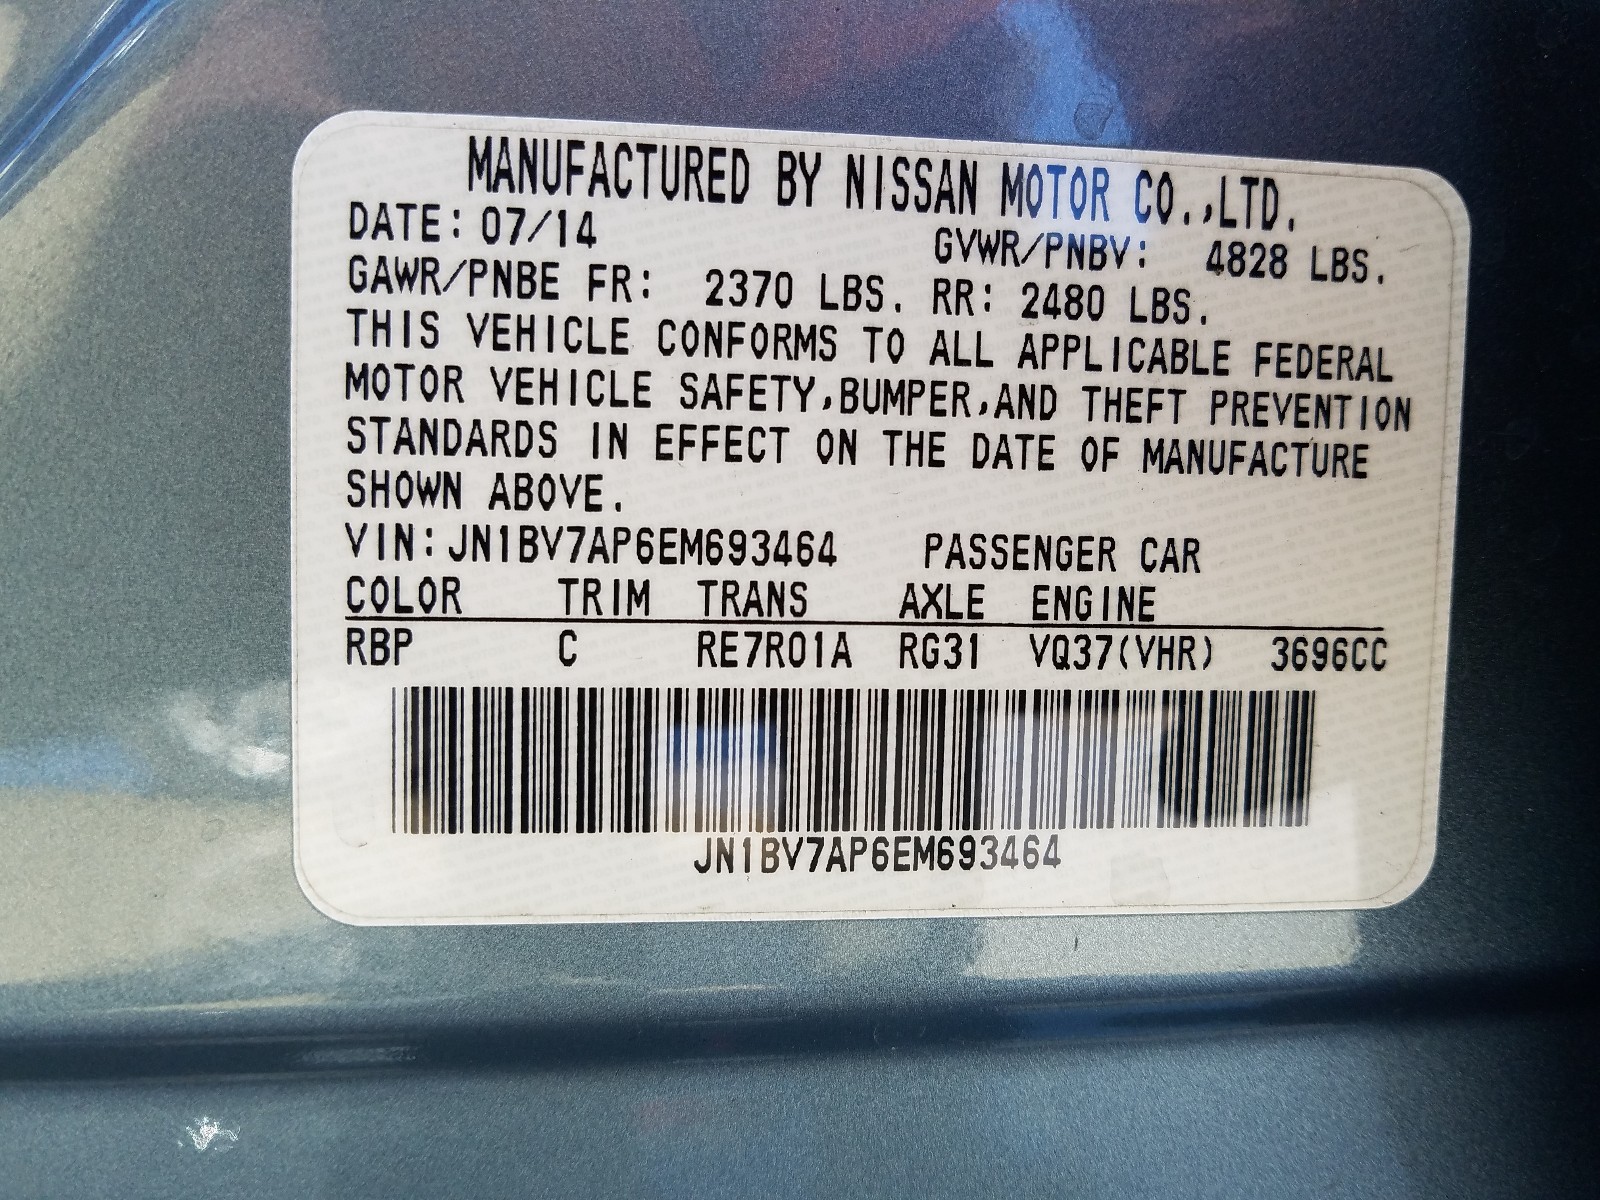 MANUFACTURED BY NISSAN MOTOR CO.,LTD.
DATE: 07/14 GVWR/PNBV: 4828 LBS.
GAWR/PNBE FR: 2370 LBS. RR: 2480 LBS.
THIS VEHICLE CONFORMS TO ALL APPLICABLE FEDERAL
MOTOR VEHICLE SAFETY,BUMPER,AND THEFT PREVENTION
STANDARDS IN EFFECT ON THE DATE OF MANUFACTURE
SHOWN ABOVE.
VIN:JN1BV7AP6EM693464 PASSENGER CAR
COLOR TRIM TRANS AXLE ENGINE
RBP C RE7R01A RG31 VQ37(VHR) 3696CC
JN1BV7AP6EM693464